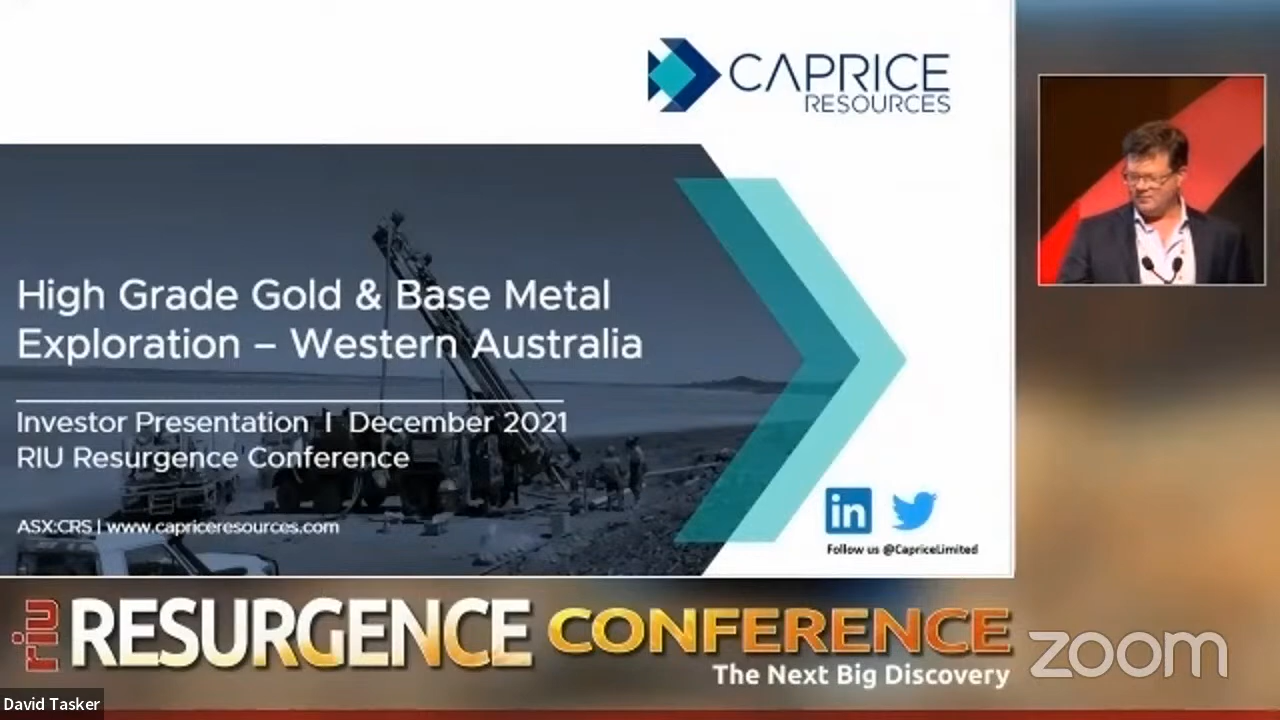 CAPRICE
RESOURCES
High Grade Gold & Base Metal
Exploration – Western Australia
Investor Presentation | December 2021
RIU Resurgence Conference
ASX:CRS | www.capriceresources.com
in
Follow us @CapriceLimited
riu RESURGENCE CONFERENCE
The Next Big Discovery
zoom
David Tasker